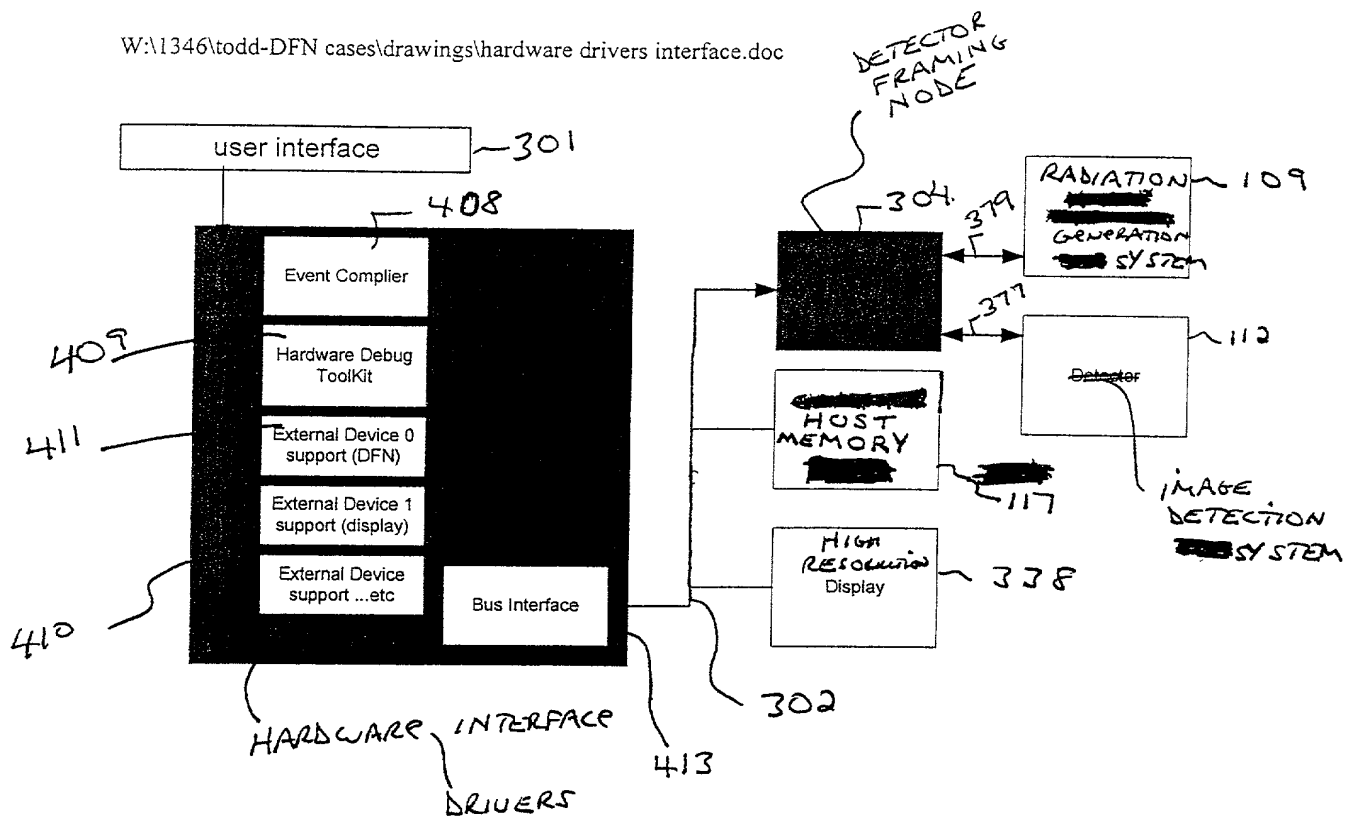 W:\1346\todd-DFN cases\drawings\hardware drivers interface.doc
DETECTOR
FRAMING
NODE
user interface
301
408
304.
379
RADIATION
GENERATION
SYSTEM
109
Event Complier
409
Hardware Debug
ToolKit
377
112
Detector
411
External Device 0
support (DFN)
HOST
MEMORY
117
External Device 1
support (display)
IMAGE
DETECTION
SYSTEM
410
External Device
support ...etc
Bus Interface
HIGH
RESOLUTION
Display
338
302
HARDWARE INTERFACE
DRIVERS
413